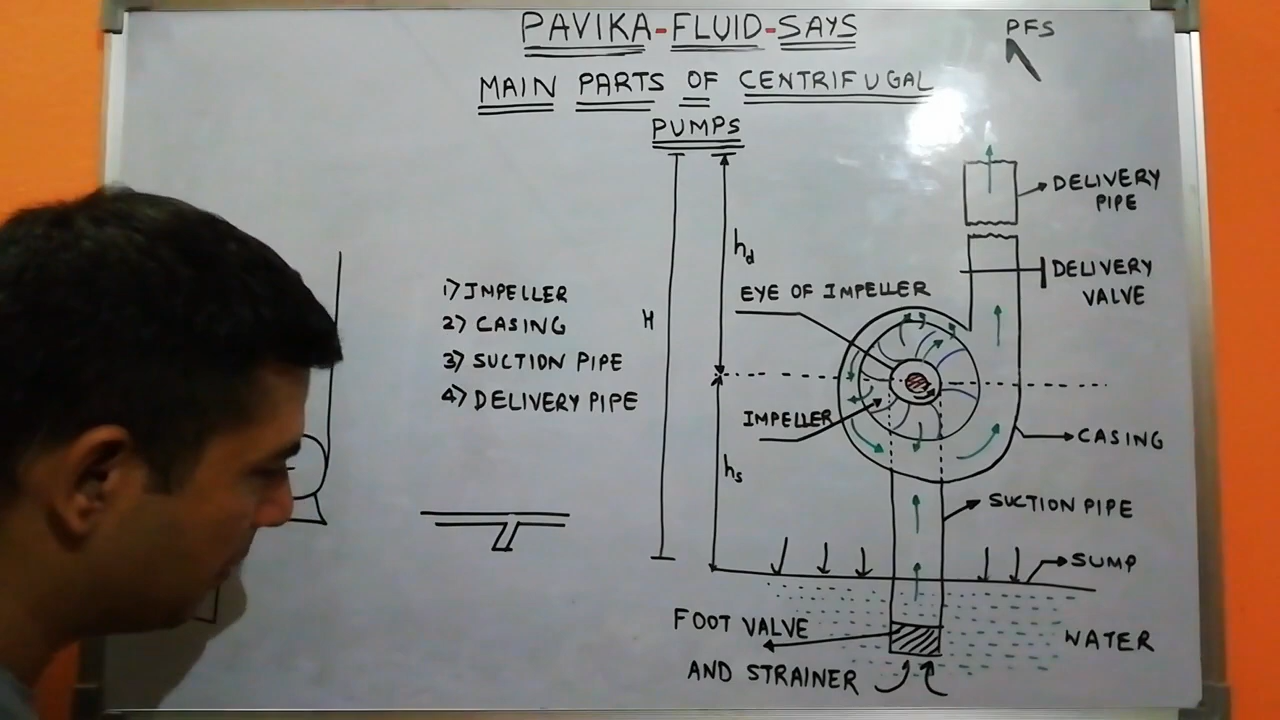 PAVIKA-FLUID-SAYS
PFS
MAIN PARTS OF CENTRIFUGAL
PUMPS
1) IMPELLER
2) CASING
3) SUCTION PIPE
4) DELIVERY PIPE
H
hd
hs
EYE OF IMPELLER
IMPELLER
DELIVERY
PIPE
DELIVERY
VALVE
CASING
SUCTION PIPE
SUMP
WATER
FOOT VALVE
AND STRAINER